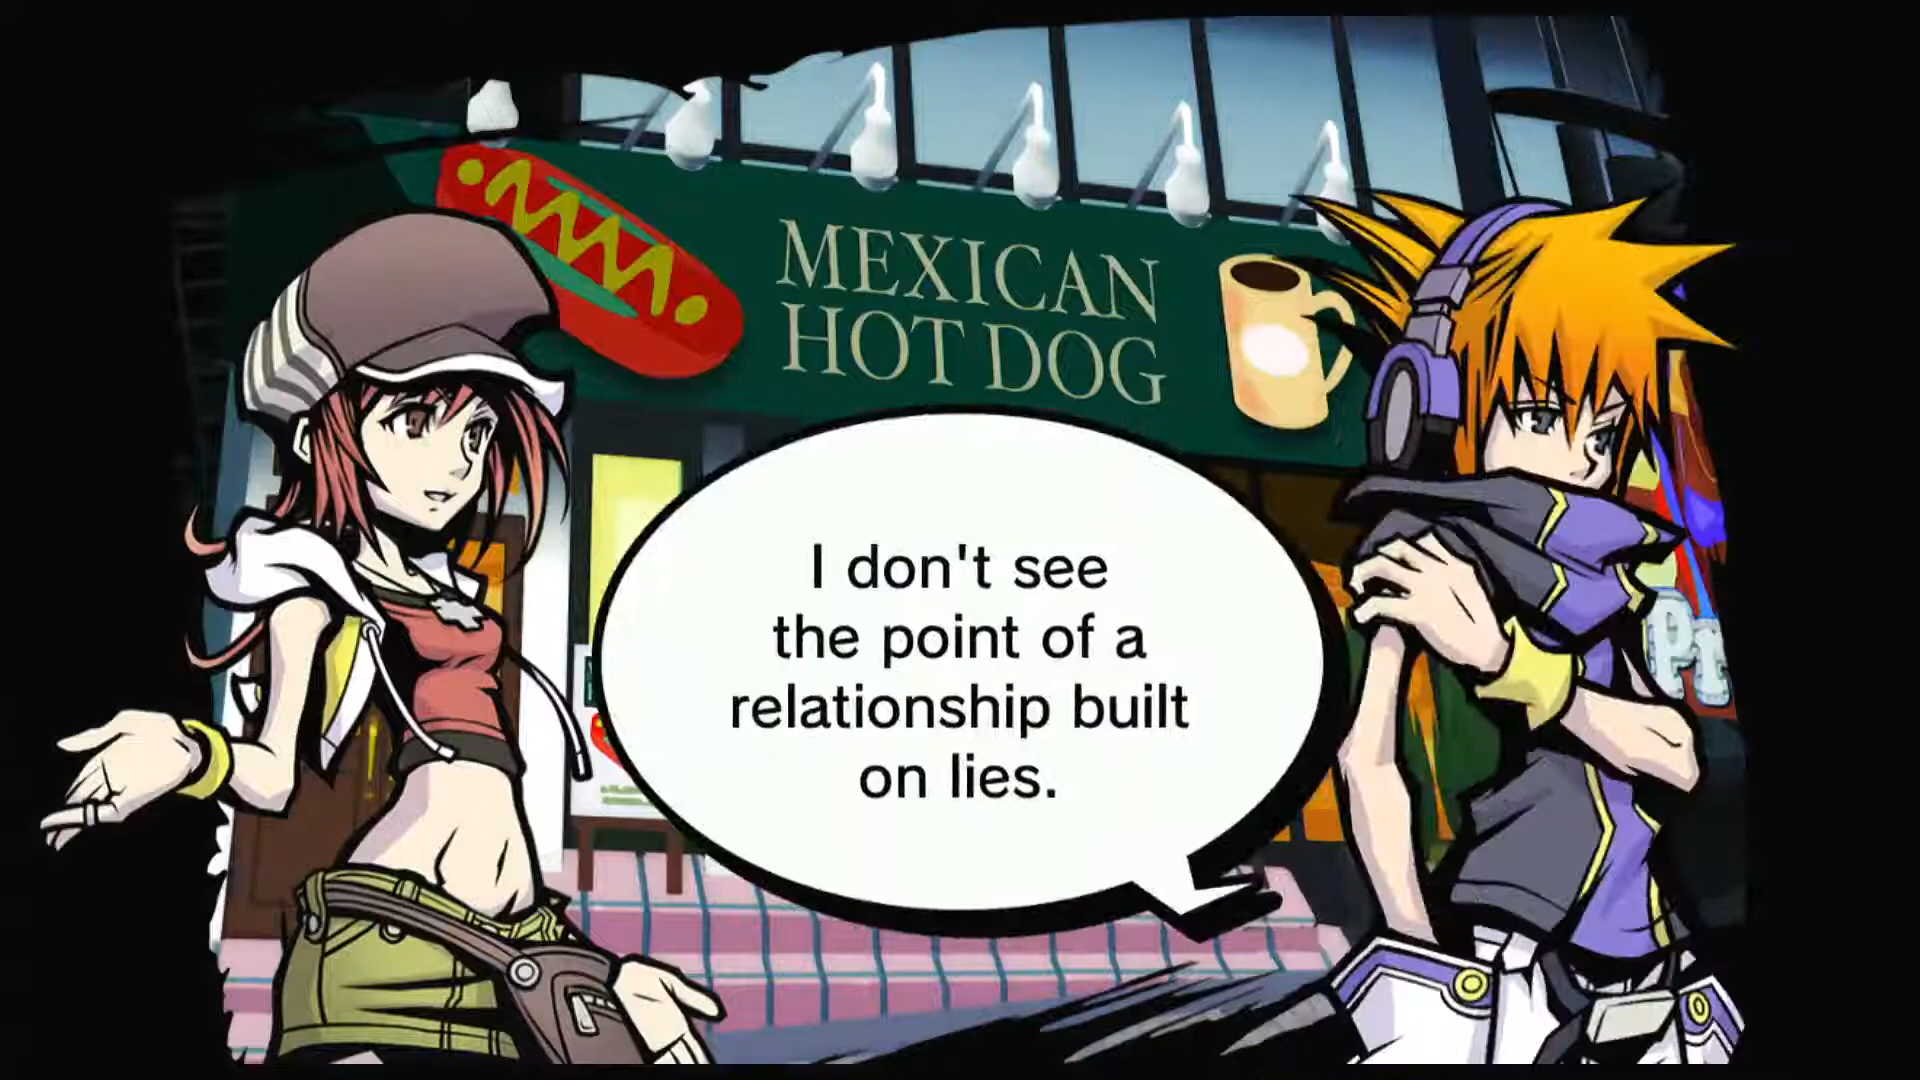 MEXICAN
HOT DOG
I don't see
the point of a
relationship built
on lies.